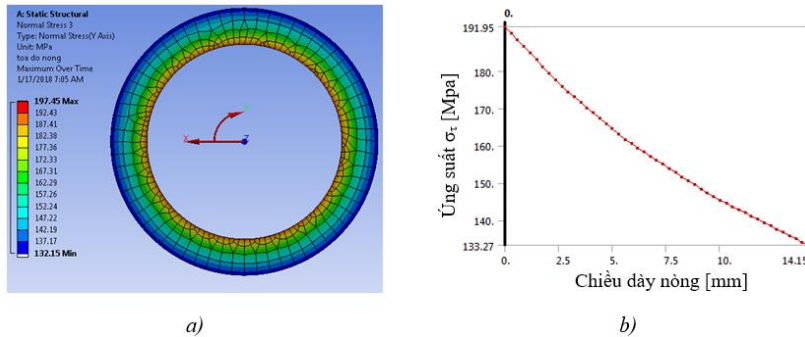 A: Static Structural
Normal Stress 3
Type: Normal Stress(Y Axis)
Unit: MPa
toa do nong
Maximum Over Time
1/17/2018 7:05 AM
197.45 Max
192.43
187.41
182.38
177.36
172.33
167.31
162.29
157.26
152.24
147.22
142.19
137.17
132.15 Min
X
Z
a)
0.
191.95
180.
170.
160.
150.
140.
133.27
Ứng suất στ [Mpa]
0.
2.5
5.
7.5
10.
14.15
Chiều dày nòng [mm]
b)